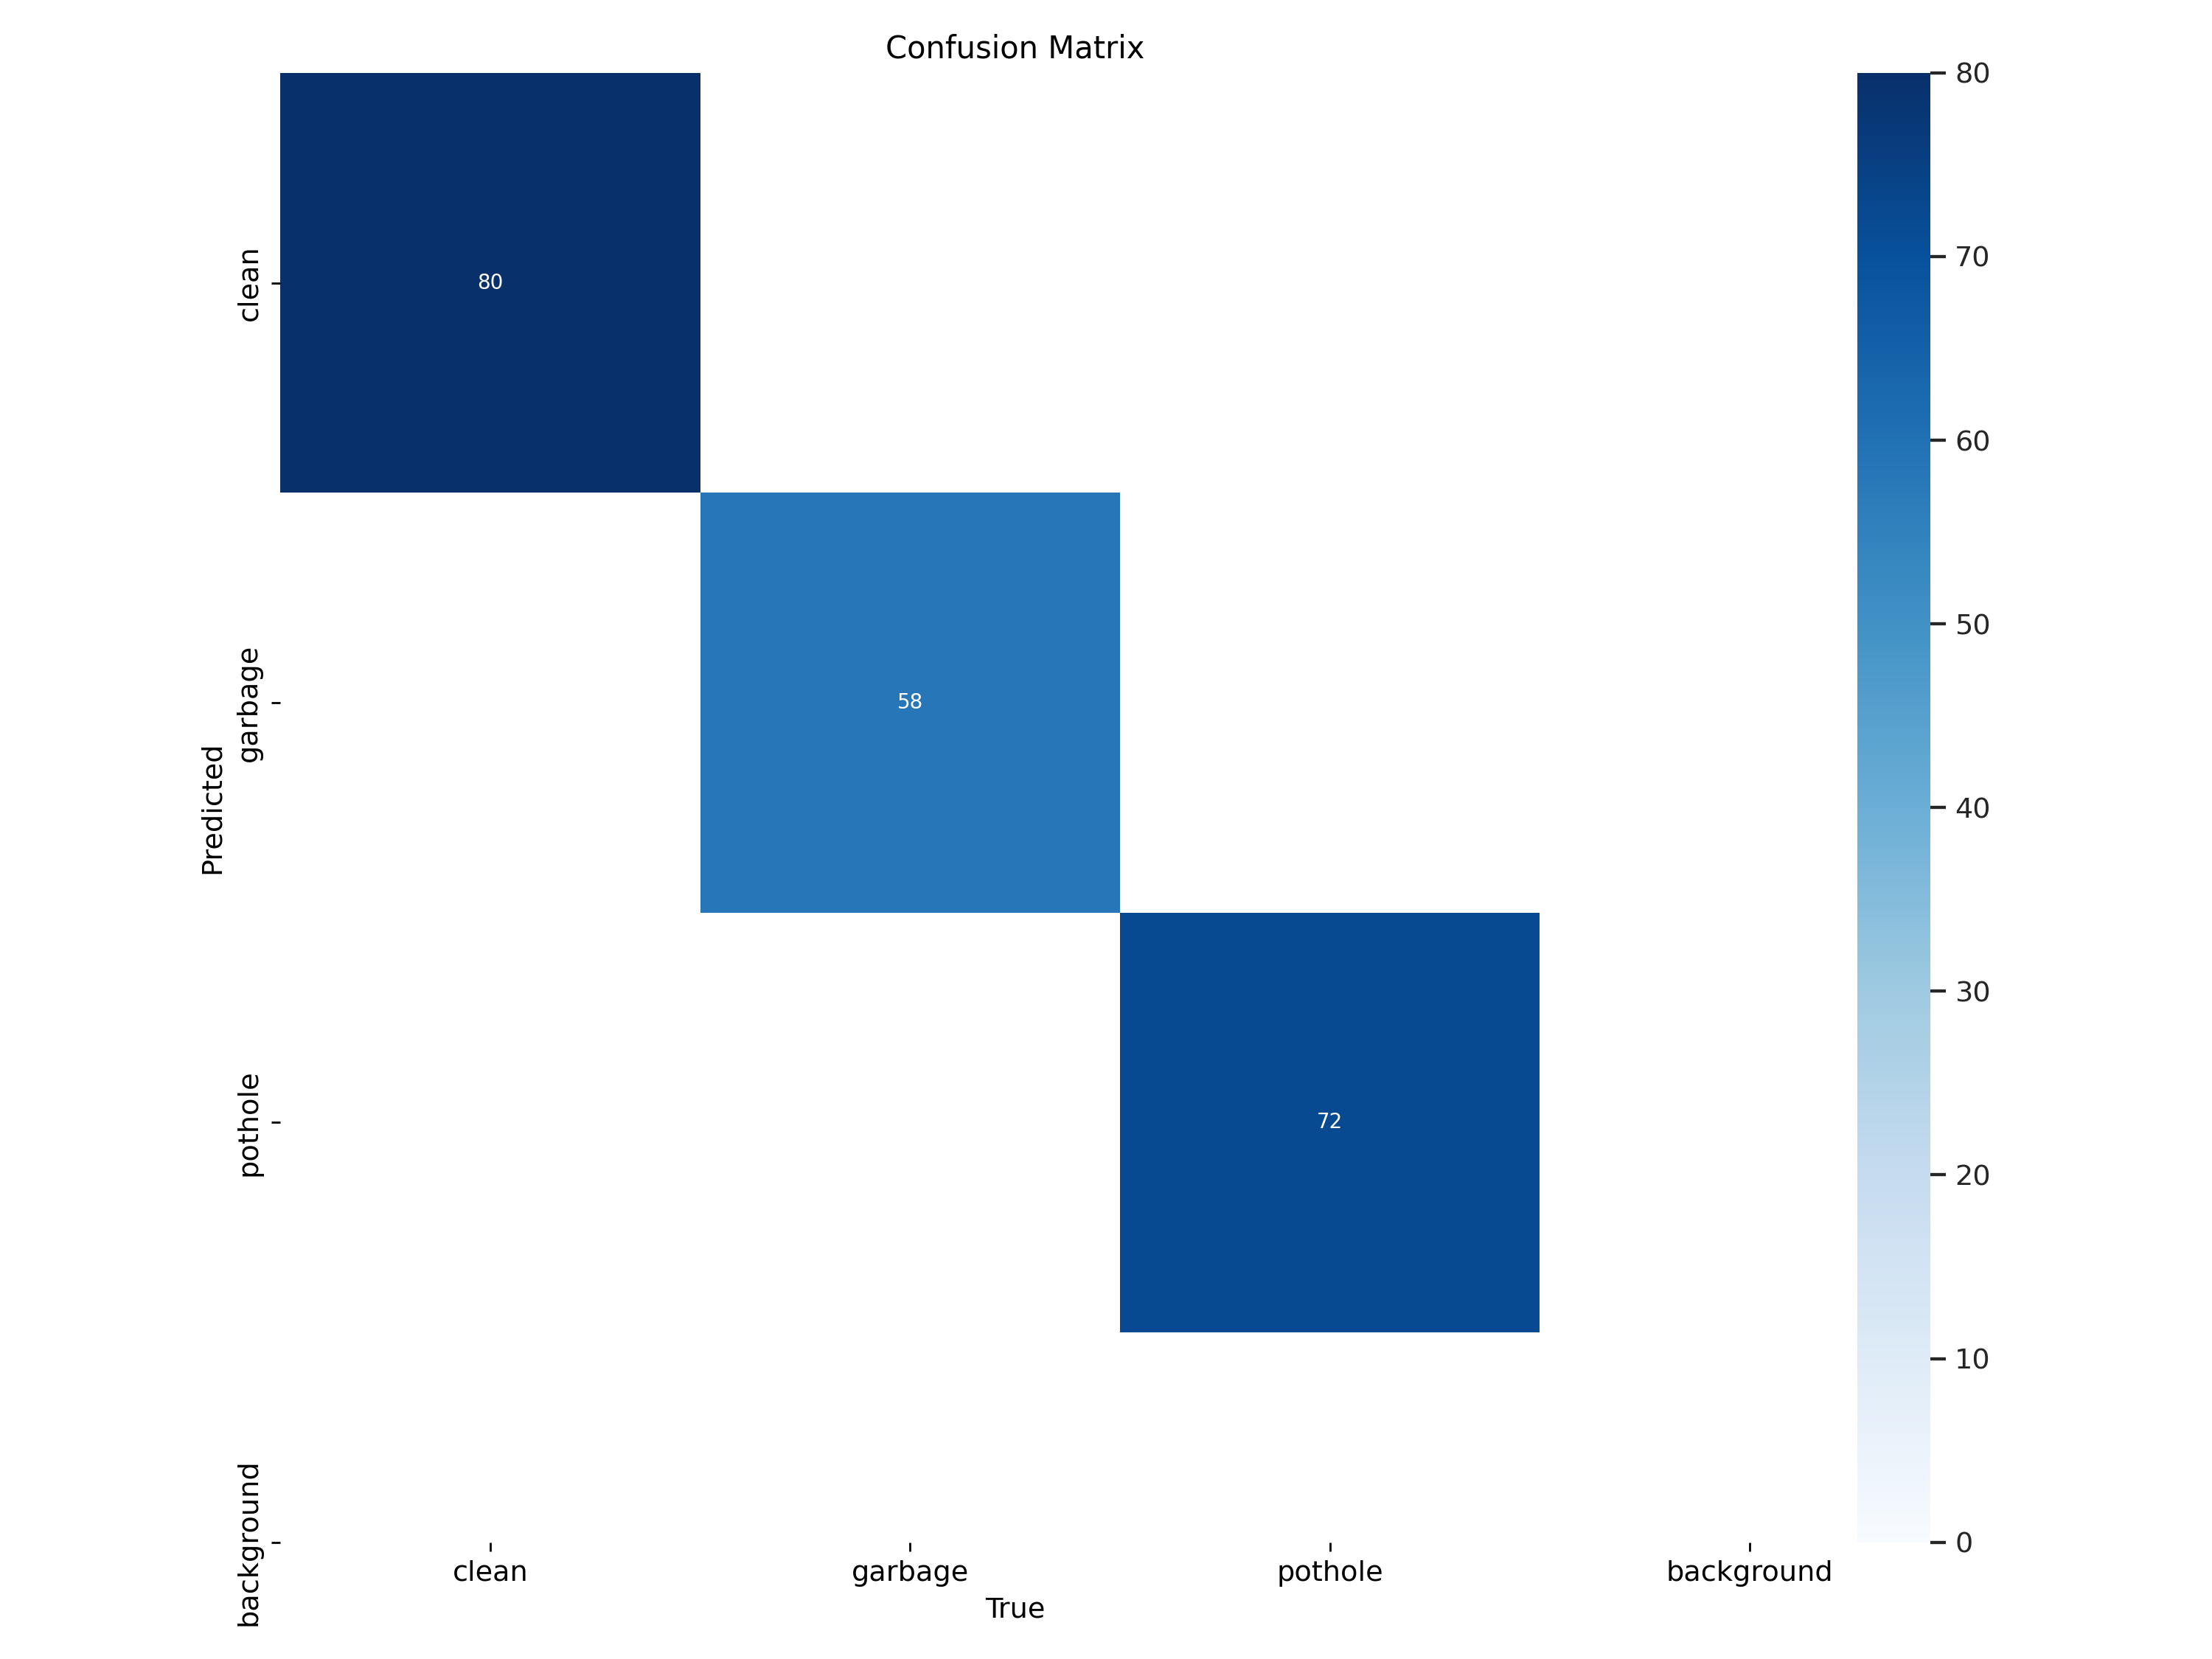 Confusion Matrix
Predicted
clean
80
garbage
58
pothole
72
background
clean garbage pothole background
True
80
70
60
50
40
30
20
10
0